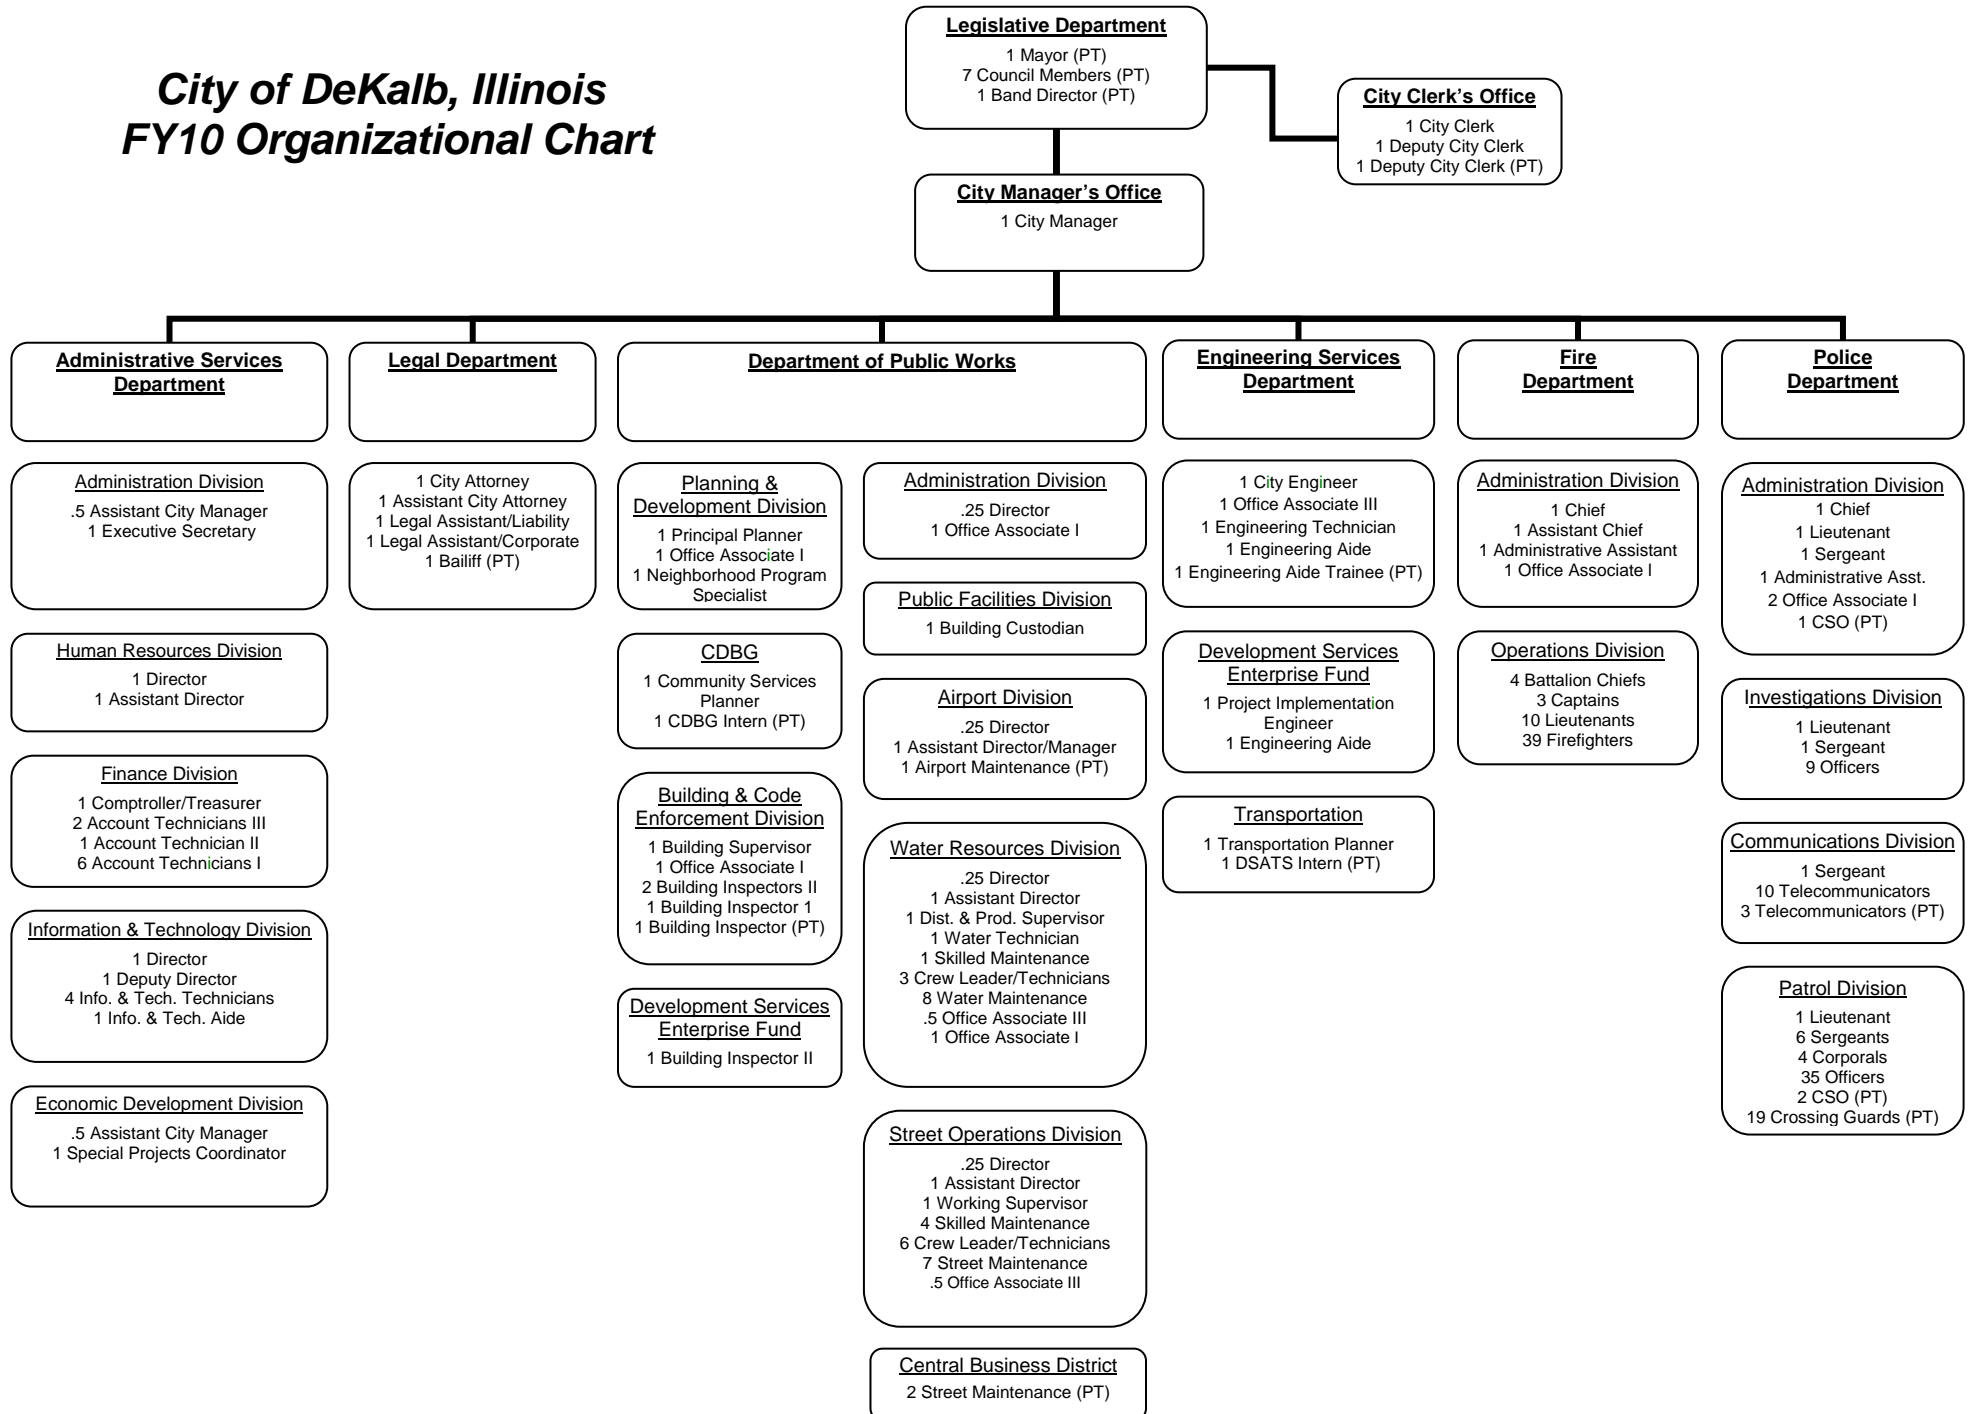 City of DeKalb, Illinois
FY10 Organizational Chart
Legislative Department
1 Mayor (PT)
7 Council Members (PT)
1 Band Director (PT)
City Clerk's Office
1 City Clerk
1 Deputy City Clerk
1 Deputy City Clerk (PT)
City Manager's Office
1 City Manager
Administrative Services
Department
Administration Division
.5 Assistant City Manager
1 Executive Secretary
Human Resources Division
1 Director
1 Assistant Director
Finance Division
1 Comptroller/Treasurer
2 Account Technicians III
1 Account Technician II
6 Account Technicians I
Information & Technology Division
1 Director
1 Deputy Director
4 Info. & Tech. Technicians
1 Info. & Tech. Aide
Economic Development Division
.5 Assistant City Manager
1 Special Projects Coordinator
Legal Department
1 City Attorney
1 Assistant City Attorney
1 Legal Assistant/Liability
1 Legal Assistant/Corporate
1 Bailiff (PT)
Department of Public Works
Planning &
Development Division
1 Principal Planner
1 Office Associate I
1 Neighborhood Program
Specialist
CDBG
1 Community Services
Planner
1 CDBG Intern (PT)
Building & Code
Enforcement Division
1 Building Supervisor
1 Office Associate I
2 Building Inspectors II
1 Building Inspector 1
1 Building Inspector (PT)
Development Services
Enterprise Fund
1 Building Inspector II
Administration Division
.25 Director
1 Office Associate I
Public Facilities Division
1 Building Custodian
Airport Division
.25 Director
1 Assistant Director/Manager
1 Airport Maintenance (PT)
Water Resources Division
.25 Director
1 Assistant Director
1 Dist. & Prod. Supervisor
1 Water Technician
1 Skilled Maintenance
3 Crew Leader/Technicians
8 Water Maintenance
.5 Office Associate III
1 Office Associate I
Street Operations Division
.25 Director
1 Assistant Director
1 Working Supervisor
4 Skilled Maintenance
6 Crew Leader/Technicians
7 Street Maintenance
.5 Office Associate III
Central Business District
2 Street Maintenance (PT)
Engineering Services
Department
1 City Engineer
1 Office Associate III
1 Engineering Technician
1 Engineering Aide
1 Engineering Aide Trainee (PT)
Development Services
Enterprise Fund
1 Project Implementation
Engineer
1 Engineering Aide
Transportation
1 Transportation Planner
1 DSATS Intern (PT)
Fire
Department
Administration Division
1 Chief
1 Assistant Chief
1 Administrative Assistant
1 Office Associate I
Operations Division
4 Battalion Chiefs
3 Captains
10 Lieutenants
39 Firefighters
Police
Department
Administration Division
1 Chief
1 Lieutenant
1 Sergeant
1 Administrative Asst.
2 Office Associate I
1 CSO (PT)
Investigations Division
1 Lieutenant
1 Sergeant
9 Officers
Communications Division
1 Sergeant
10 Telecommunicators
3 Telecommunicators (PT)
Patrol Division
1 Lieutenant
6 Sergeants
4 Corporals
35 Officers
2 CSO (PT)
19 Crossing Guards (PT)